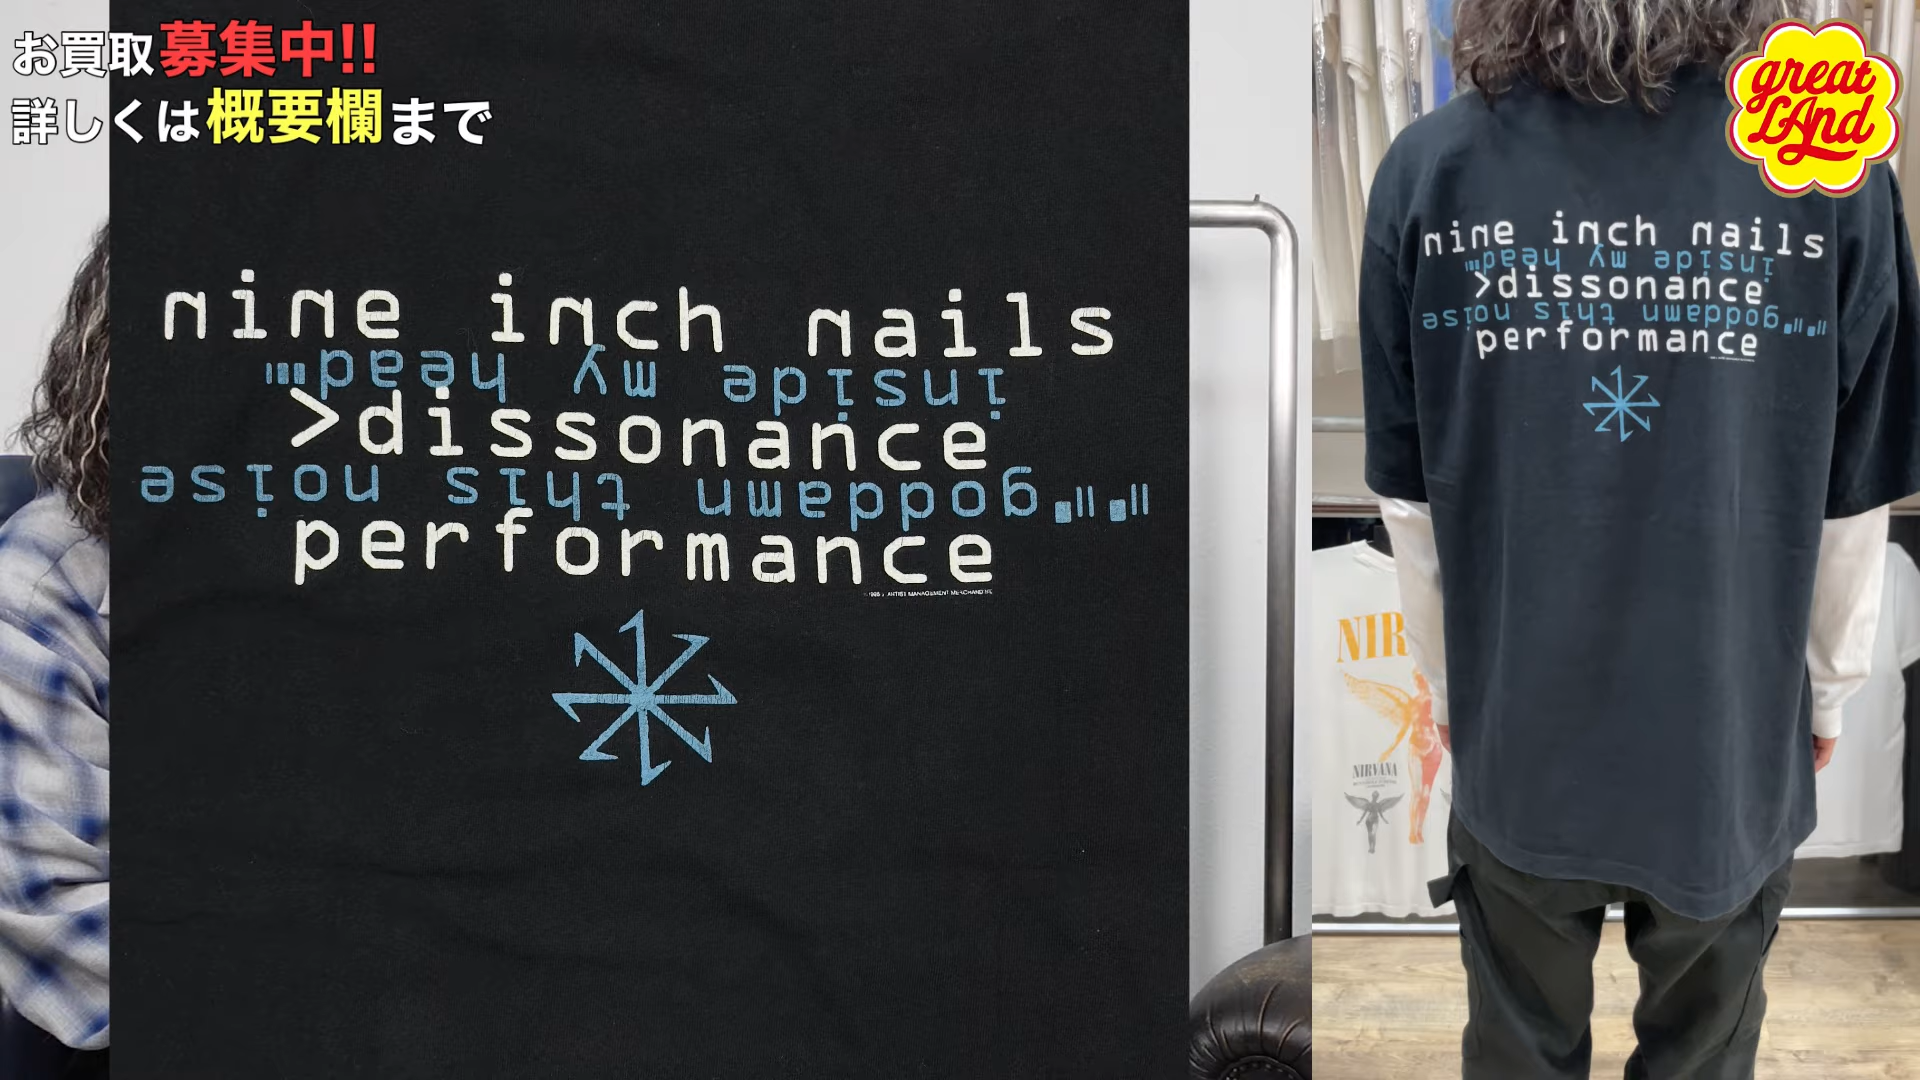 お買取募集中!!
詳しくは概要欄まで
nine inch nails
inside my head"'
>dissonance
goddamn this noise
performance
great
LAnd
nine inch nails
inside my head"'
>dissonance
goddamn this noise
performance
NIR
NIRVANA